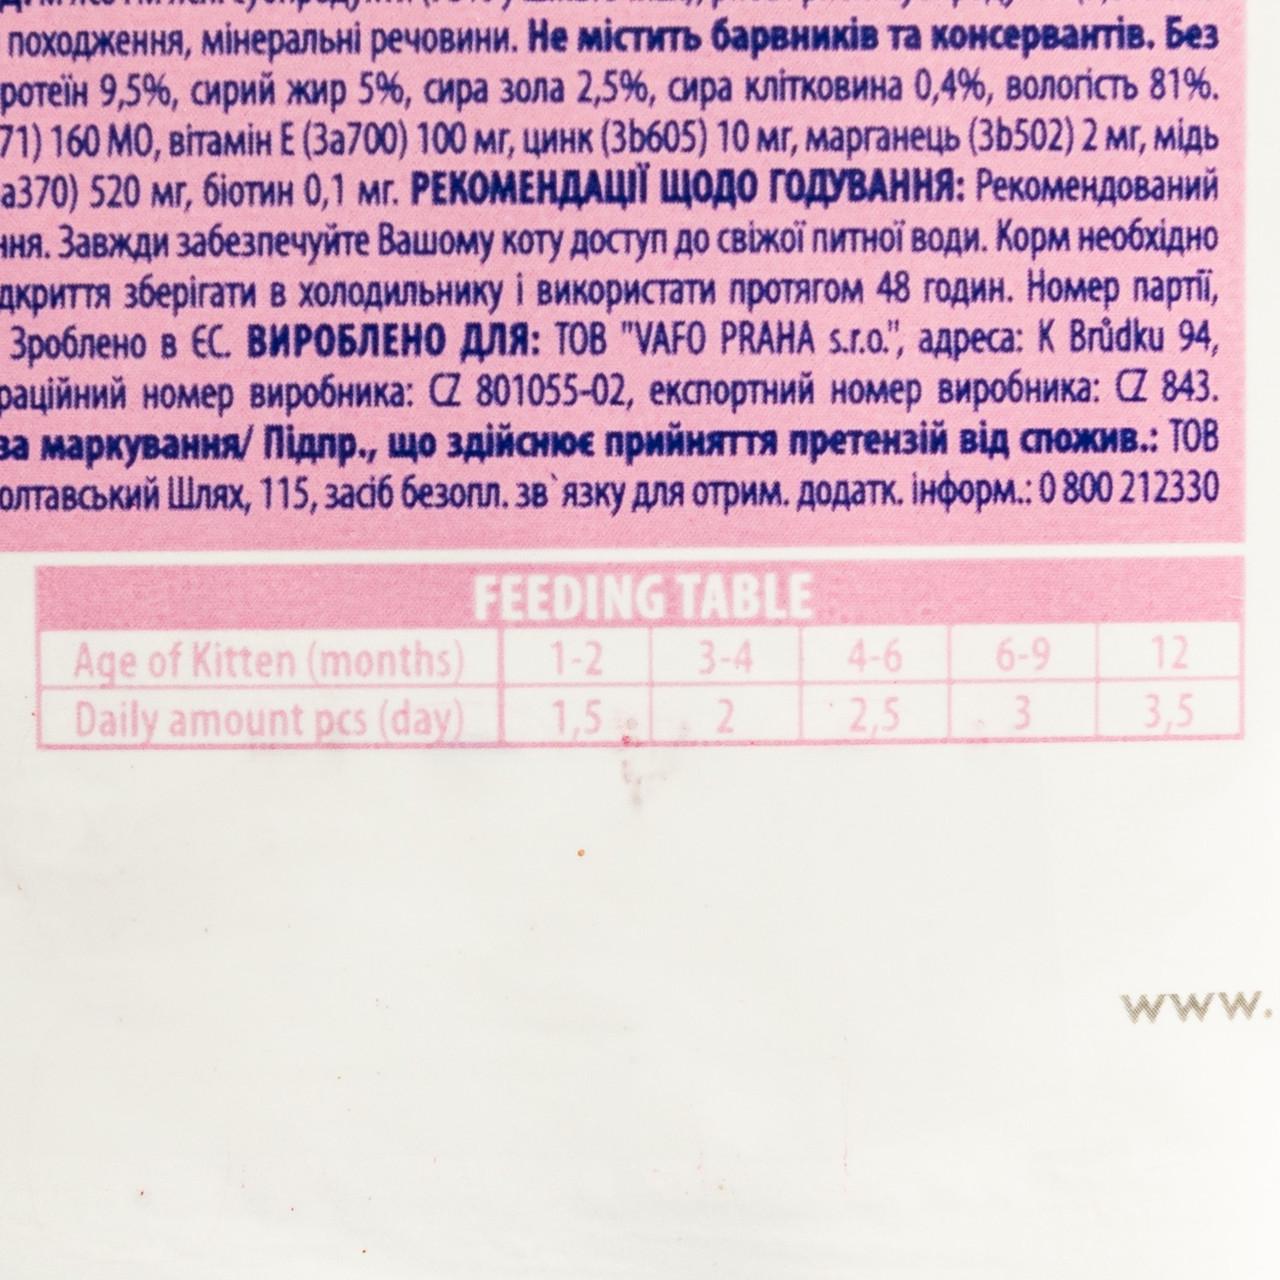 походження, мінеральні речовини. Не містить барвників та консервантів. Без
ротеїн 9,5%, сирий жир 5%, сира зола 2,5%, сира клітковина 0,4%, вологість 81%.
71) 160 МО, вітамін Е (3a700) 100 мг, цинк (3b605) 10 мг, марганець (3b502) 2 мг, мідь
a370) 520 мг, біотин 0,1 мг. РЕКОМЕНДАЦІЇ ЩОДО ГОДУВАННЯ: Рекомендований
ння. Завжди забезпечуйте Вашому коту доступ до свіжої питної води. Корм необхідно
дкриття зберігати в холодильнику і використати протягом 48 годин. Номер партії,
Зроблено в ЄС. ВИРОБЛЕНО ДЛЯ: ТОВ "VAFO PRAHA s.r.o.", адреса: K Brůdku 94,
раційний номер виробника: CZ 801055-02, експортний номер виробника: CZ 843.
за маркування/ Підпр., що здійснює прийняття претензій від спожив.: ТОВ
олтавський Шлях, 115, засіб безопл. зв`язку для отрим. додатк. інформ.: 0 800 212330
FEEDING TABLE
Age of Kitten (months) 1-2 3-4 4-6 6-9 12
Daily amount pcs (day) 1,5 2 2,5 3 3,5
www.